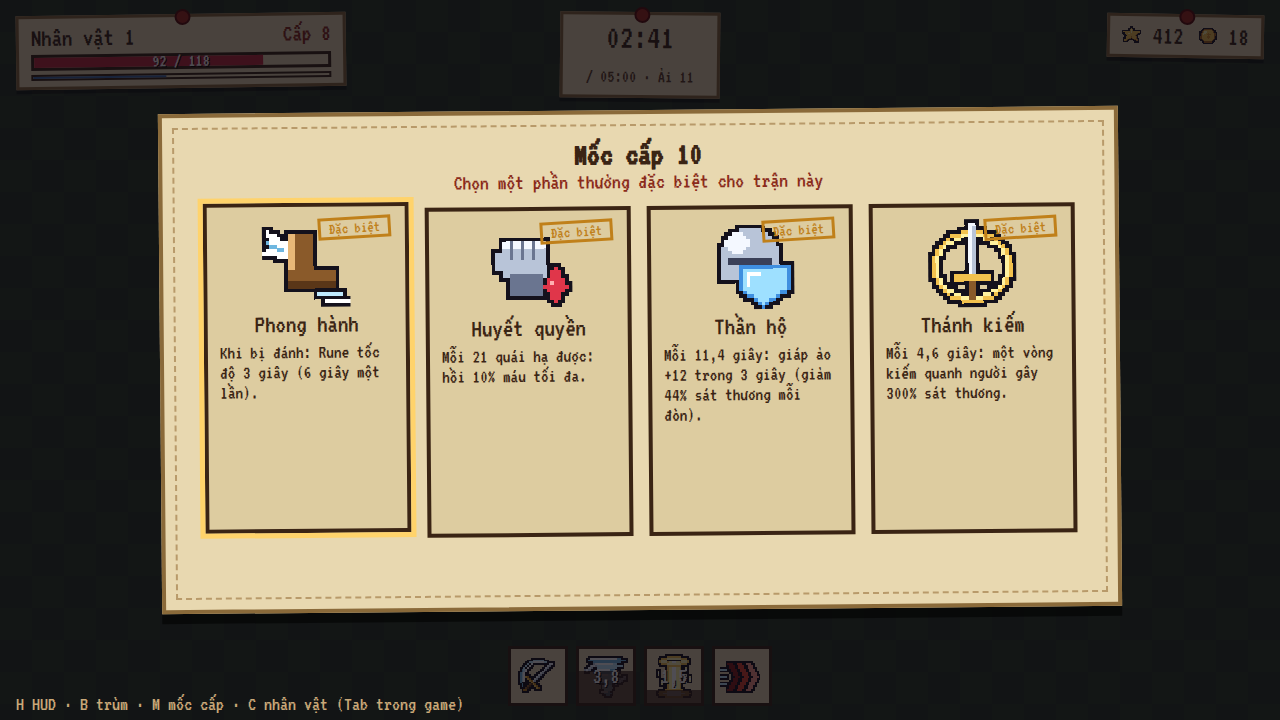 Nhân vật 1
Cấp 8
92 / 118
02:41
/ 05:00 · Ải 11
412
18
Mốc cấp 10
Chọn một phần thưởng đặc biệt cho trận này
Đặc biệt
Phong hành
Khi bị đánh: Rune tốc
độ 3 giây (6 giây một
lần).
Đặc biệt
Huyết quyền
Mỗi 21 quái hạ được:
hồi 10% máu tối đa.
Đặc biệt
Thần hộ
Mỗi 11,4 giây: giáp ảo
+12 trong 3 giây (giảm
44% sát thương mỗi
đòn).
Đặc biệt
Thánh kiếm
Mỗi 4,6 giây: một vòng
kiếm quanh người gây
300% sát thương.
3,8
H HUD · B trùm · M mốc cấp · C nhân vật (Tab trong game)